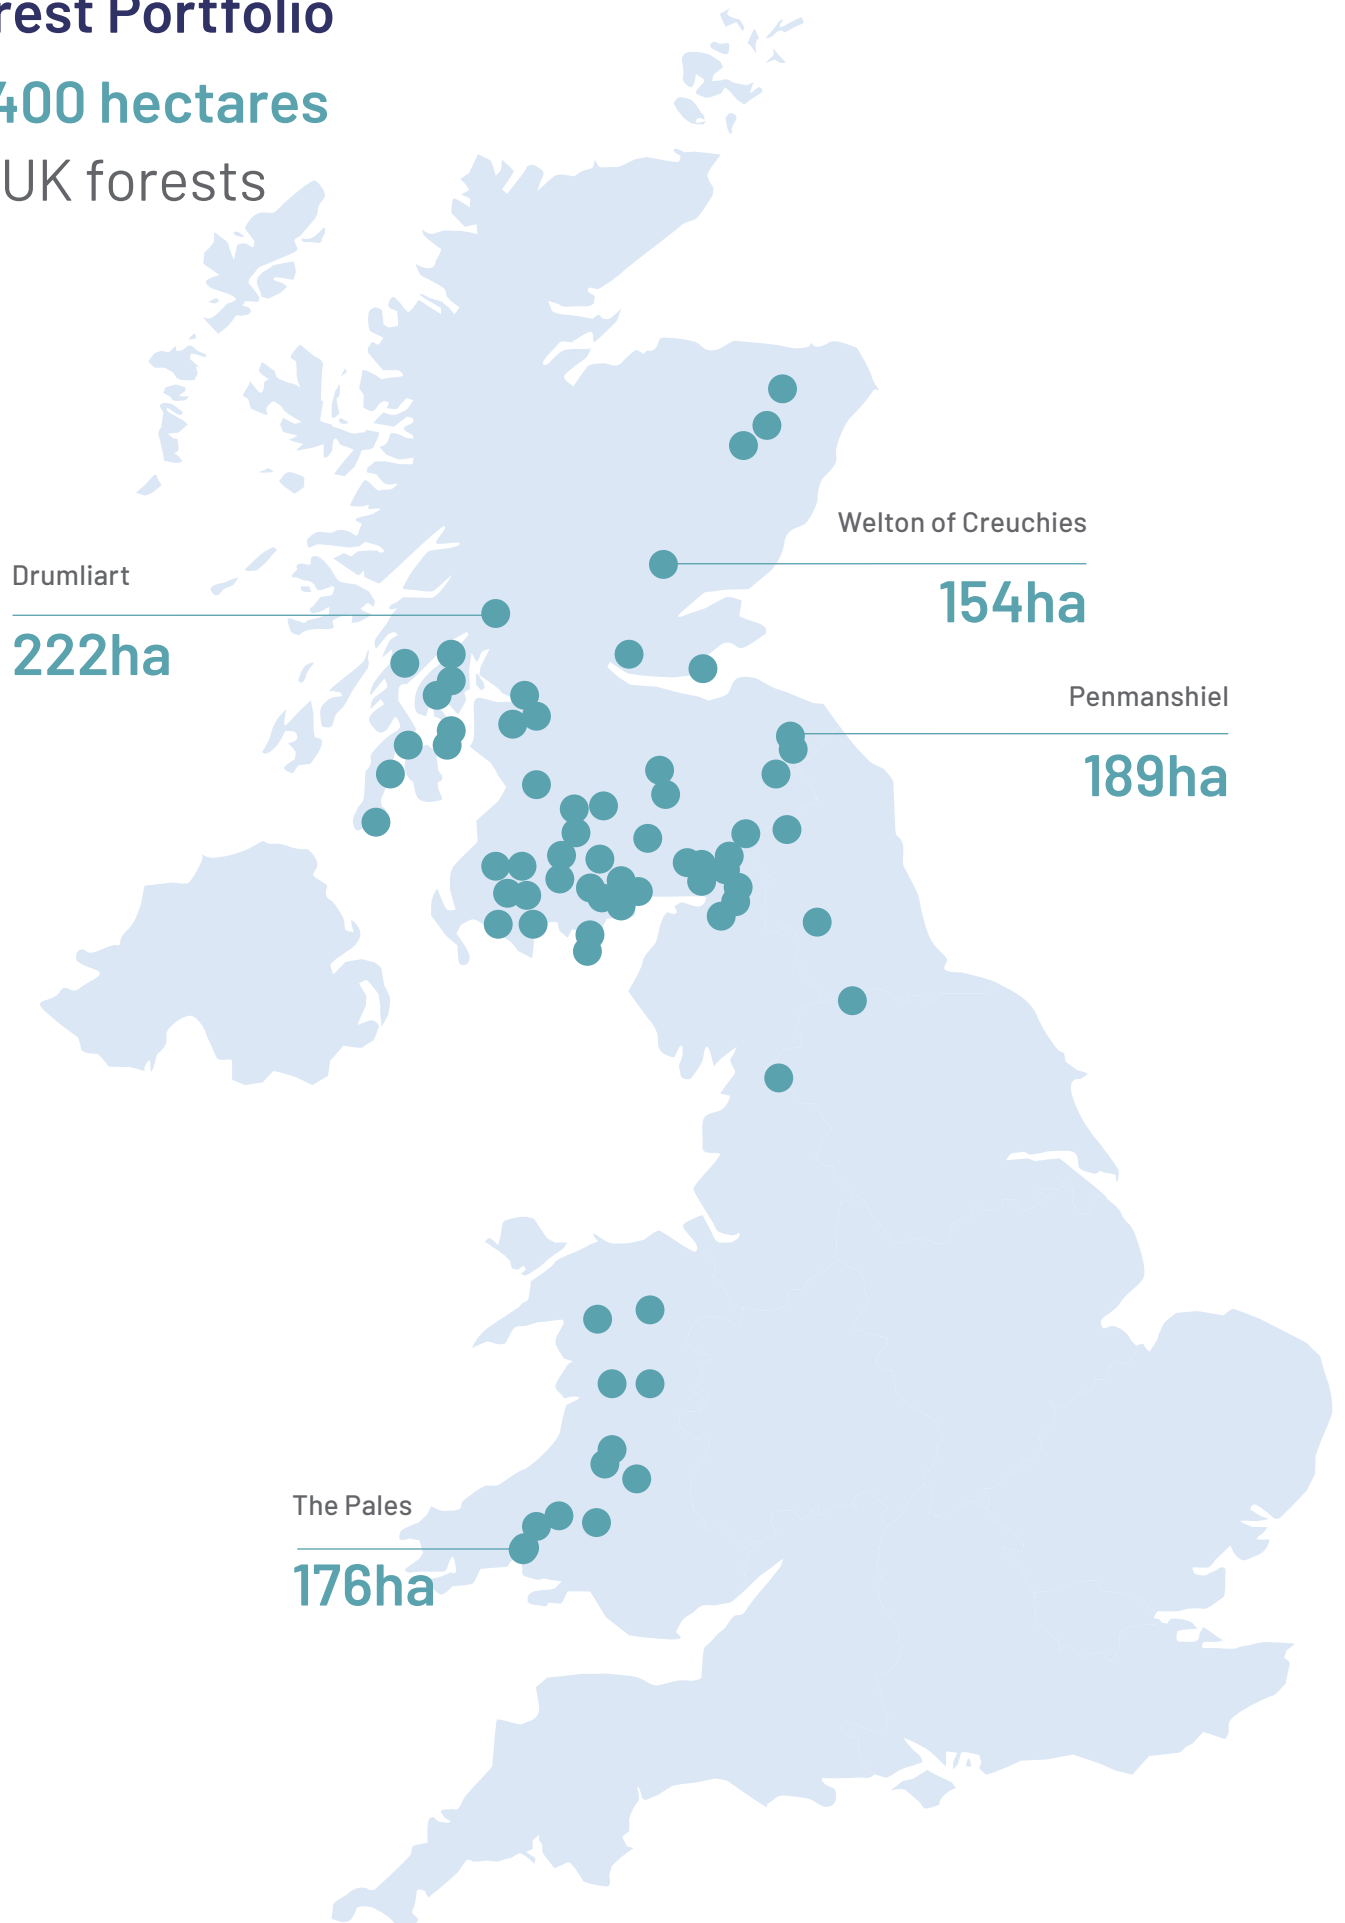 rest Portfolio
400 hectares
UK forests
Welton of Creuchies
154ha
Drumliart
222ha
Penmanshiel
189ha
The Pales
176ha